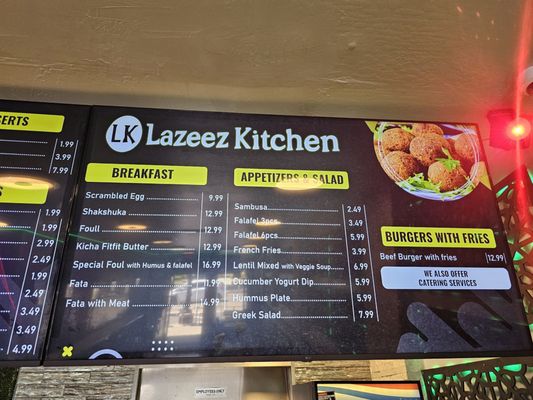 ERTS
1.99
3.99
7.99
S
1.99
1.99
2.99
2.99
1.99
2.49
3.49
3.49
4.99
LK Lazeez Kitchen
BREAKFAST
Scrambled Egg 9.99
Shakshuka 12.99
Foull 12.99
Kicha Fitfit Butter 12.99
Special Foul with Humus & falafel 16.99
Fata 11.99
Fata with Meat 14.99
APPETIZERS & SALAD
Sambusa 2.49
Falafel 3pcs 3.49
Falafel 6pcs 5.99
French Fries 3.99
Lentil Mixed with Veggie Soup 6.99
Cucumber Yogurt Dip 5.99
Hummus Plate 5.99
Greek Salad 7.99
BURGERS WITH FRIES
Beef Burger with fries 12.99
WE ALSO OFFER
CATERING SERVICES
EMPLOYEES ONLY